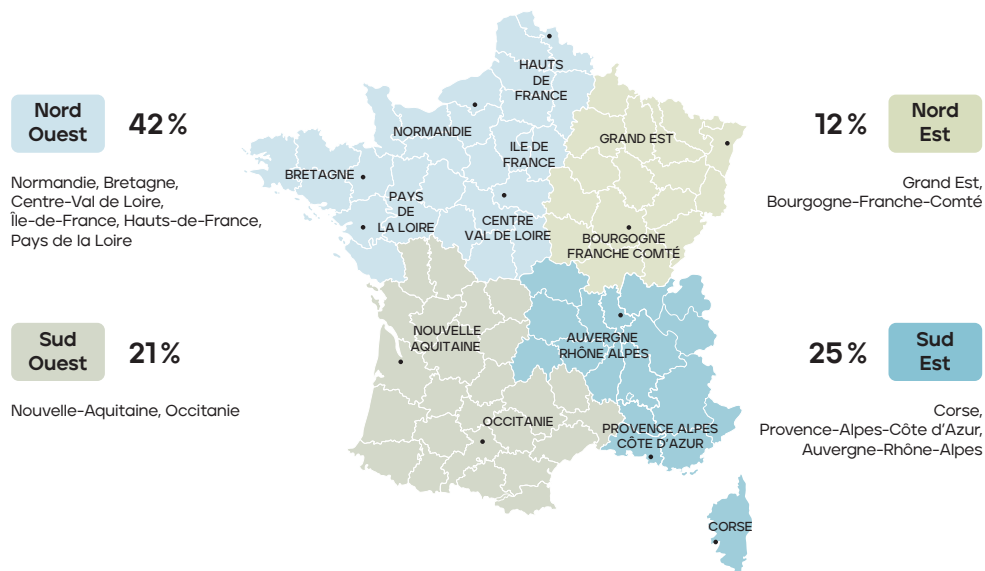 Nord
Ouest
42 %
Normandie, Bretagne,
Centre-Val de Loire,
Île-de-France, Hauts-de-France,
Pays de la Loire
Sud
Ouest
21 %
Nouvelle-Aquitaine, Occitanie
HAUTS
DE
FRANCE
NORMANDIE
ILE DE
FRANCE
BRETAGNE
PAYS
DE
LA LOIRE
CENTRE
VAL DE LOIRE
GRAND EST
BOURGOGNE
FRANCHE COMTÉ
NOUVELLE
AQUITAINE
AUVERGNE
RHÔNE ALPES
OCCITANIE
PROVENCE ALPES
CÔTE D'AZUR
CORSE
12 %
Nord
Est
Grand Est,
Bourgogne-Franche-Comté
25 %
Sud
Est
Corse,
Provence-Alpes-Côte d'Azur,
Auvergne-Rhône-Alpes